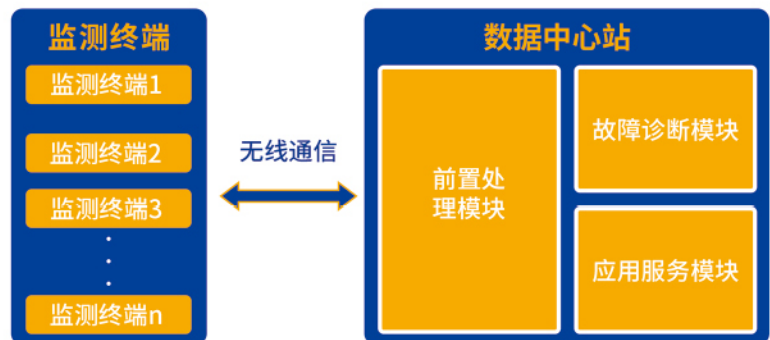 监测终端
监测终端1
监测终端2
监测终端3
监测终端n
无线通信
数据中心站
前置处
理模块
故障诊断模块
应用服务模块